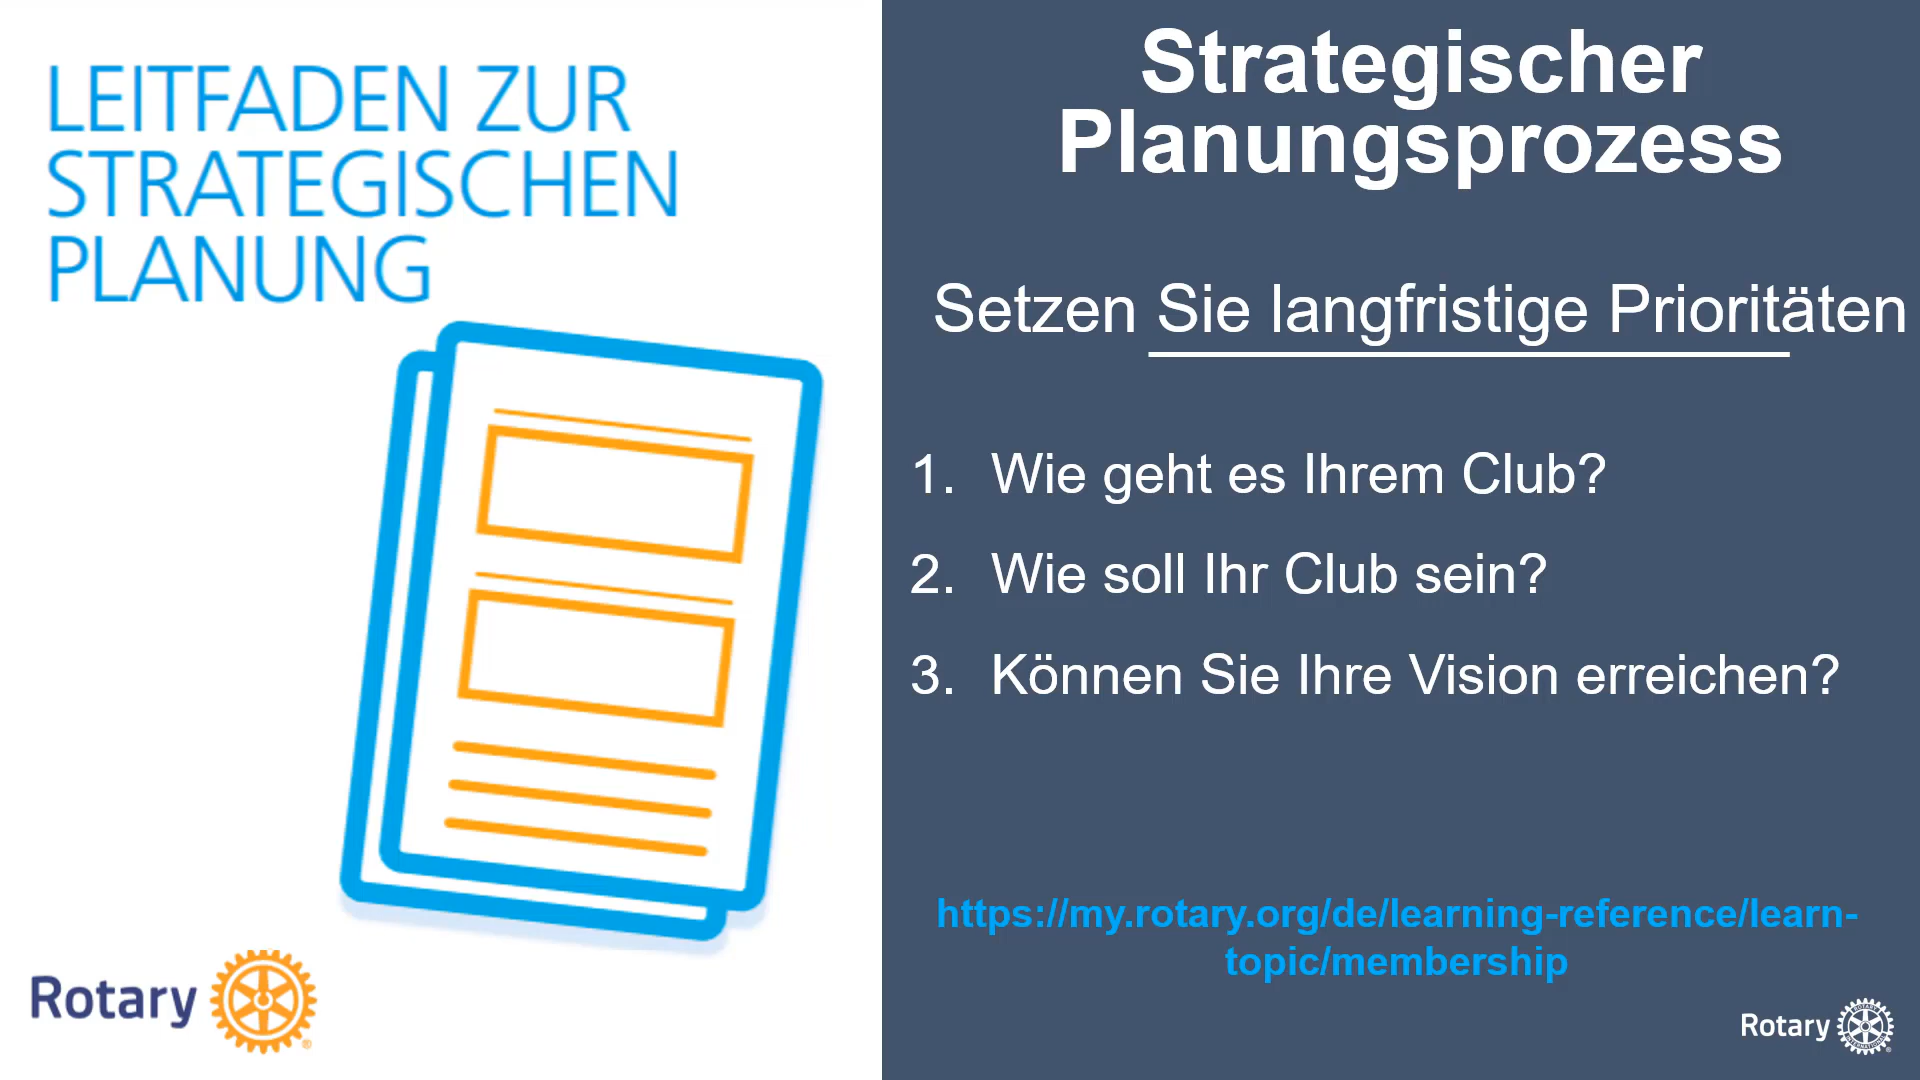 LEITFADEN ZUR
STRATEGISCHEN
PLANUNG
Rotary
Strategischer
Planungsprozess
Setzen Sie langfristige Prioritäten
1. Wie geht es Ihrem Club?
2. Wie soll Ihr Club sein?
3. Können Sie Ihre Vision erreichen?
https://my.rotary.org/de/learning-reference/learn-
topic/membership
Rotary